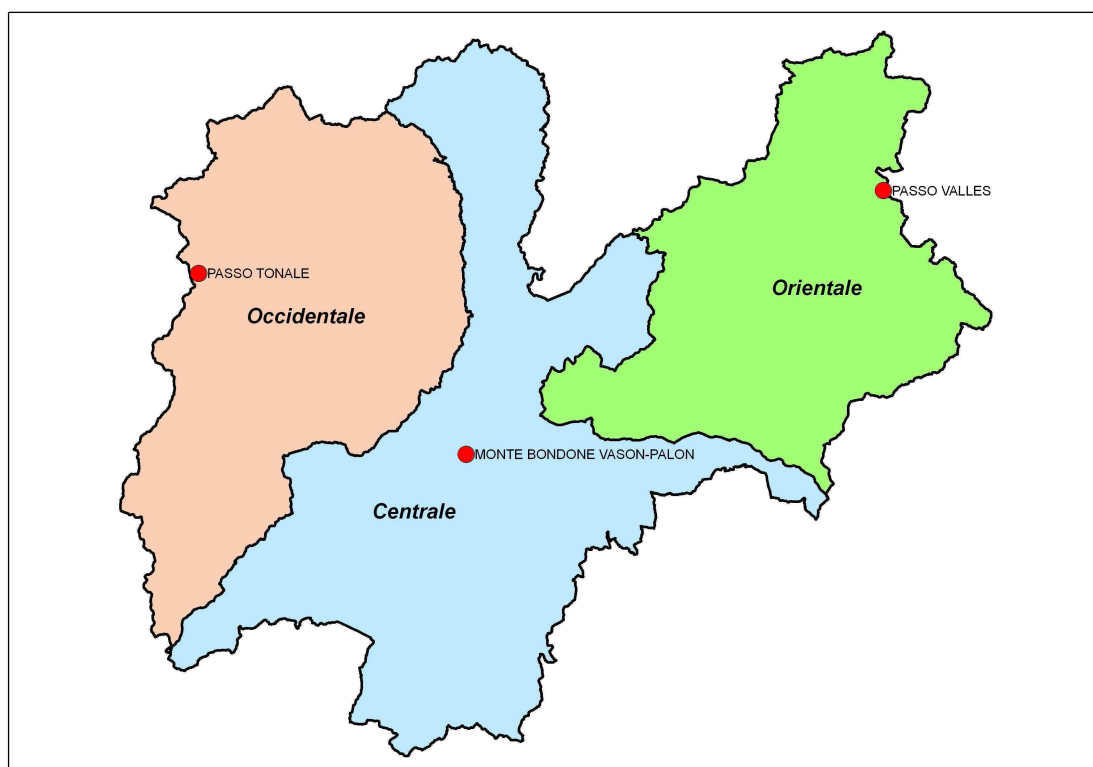 PASSO VALLES
PASSO TONALE
Orientale
Occidentale
MONTE BONDONE VASON-PALON
Centrale